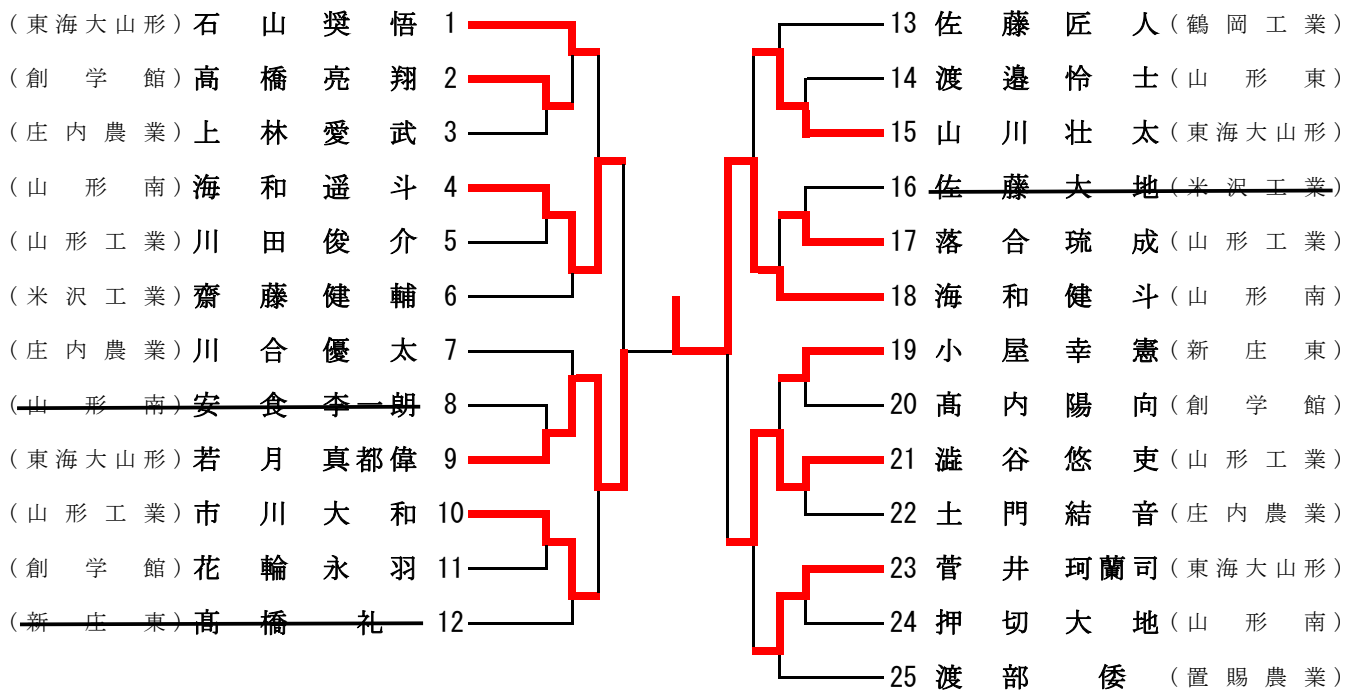 (東海大山形) 石山奨悟 1
(創学館) 高橋亮翔 2
(庄内農業) 上林愛武 3
(山形南) 海和遥斗 4
(山形工業) 川田俊介 5
(米沢工業) 齋藤健輔 6
(庄内農業) 川合優太 7
(山形南) 安食李一朗 8
(東海大山形) 若月真都偉 9
(山形工業) 市川大和 10
(創学館) 花輪永羽 11
(新庄東) 髙橋礼 12
13 佐藤匠人 (鶴岡工業)
14 渡邉怜士 (山形東)
15 山川壮太 (東海大山形)
16 佐藤大地 (米沢工業)
17 落合琉成 (山形工業)
18 海和健斗 (山形南)
19 小屋幸憲 (新庄東)
20 髙内陽向 (創学館)
21 澁谷悠吏 (山形工業)
22 土門結音 (庄内農業)
23 菅井珂蘭司 (東海大山形)
24 押切大地 (山形南)
25 渡部倭 (置賜農業)